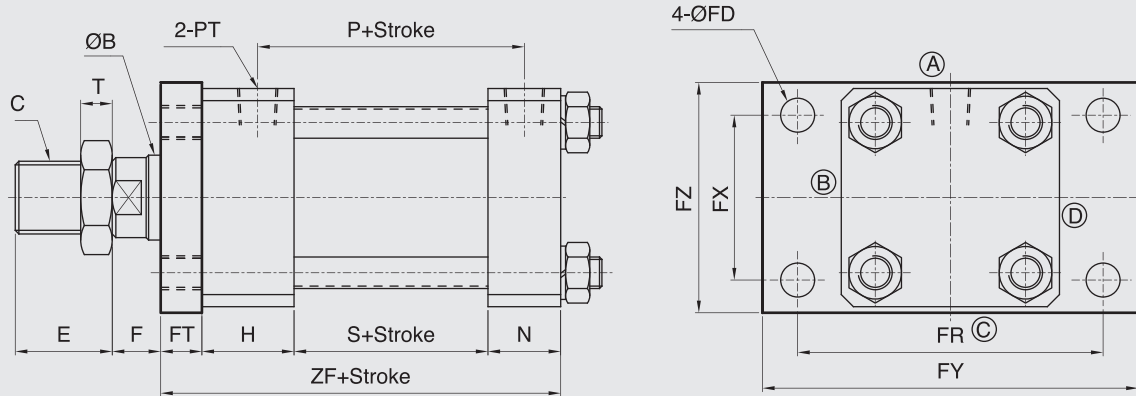 2-PT
P+Stroke
4-ØFD
ØB
T
C
A
FZ
FX
B
D
E
F
FT
H
S+Stroke
N
C
FR
ZF+Stroke
FY